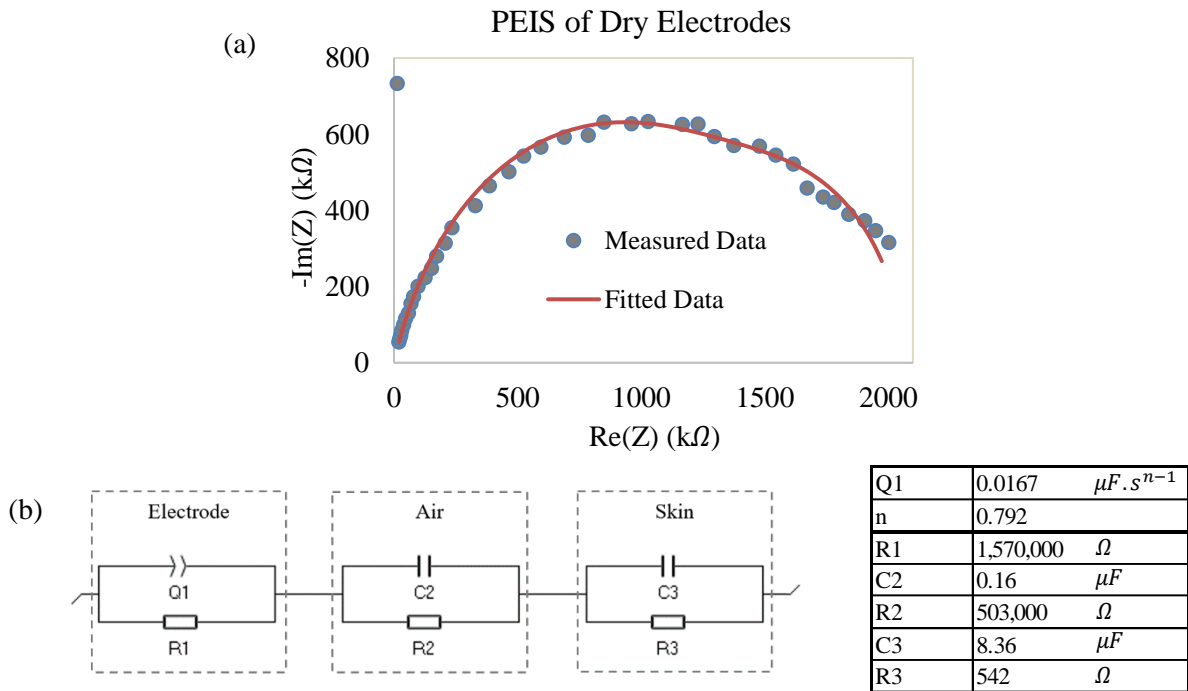 PEIS of Dry Electrodes
(a)
800
600
400
200
0
-Im(Z) (kΩ)
Measured Data
Fitted Data
0 500 1000 1500 2000
Re(Z) (kΩ)
(b)
Electrode
Q1
R1
Air
C2
R2
Skin
C3
R3
Q1 0.0167 μF.sⁿ⁻¹
n 0.792
R1 1,570,000 Ω
C2 0.16 μF
R2 503,000 Ω
C3 8.36 μF
R3 542 Ω